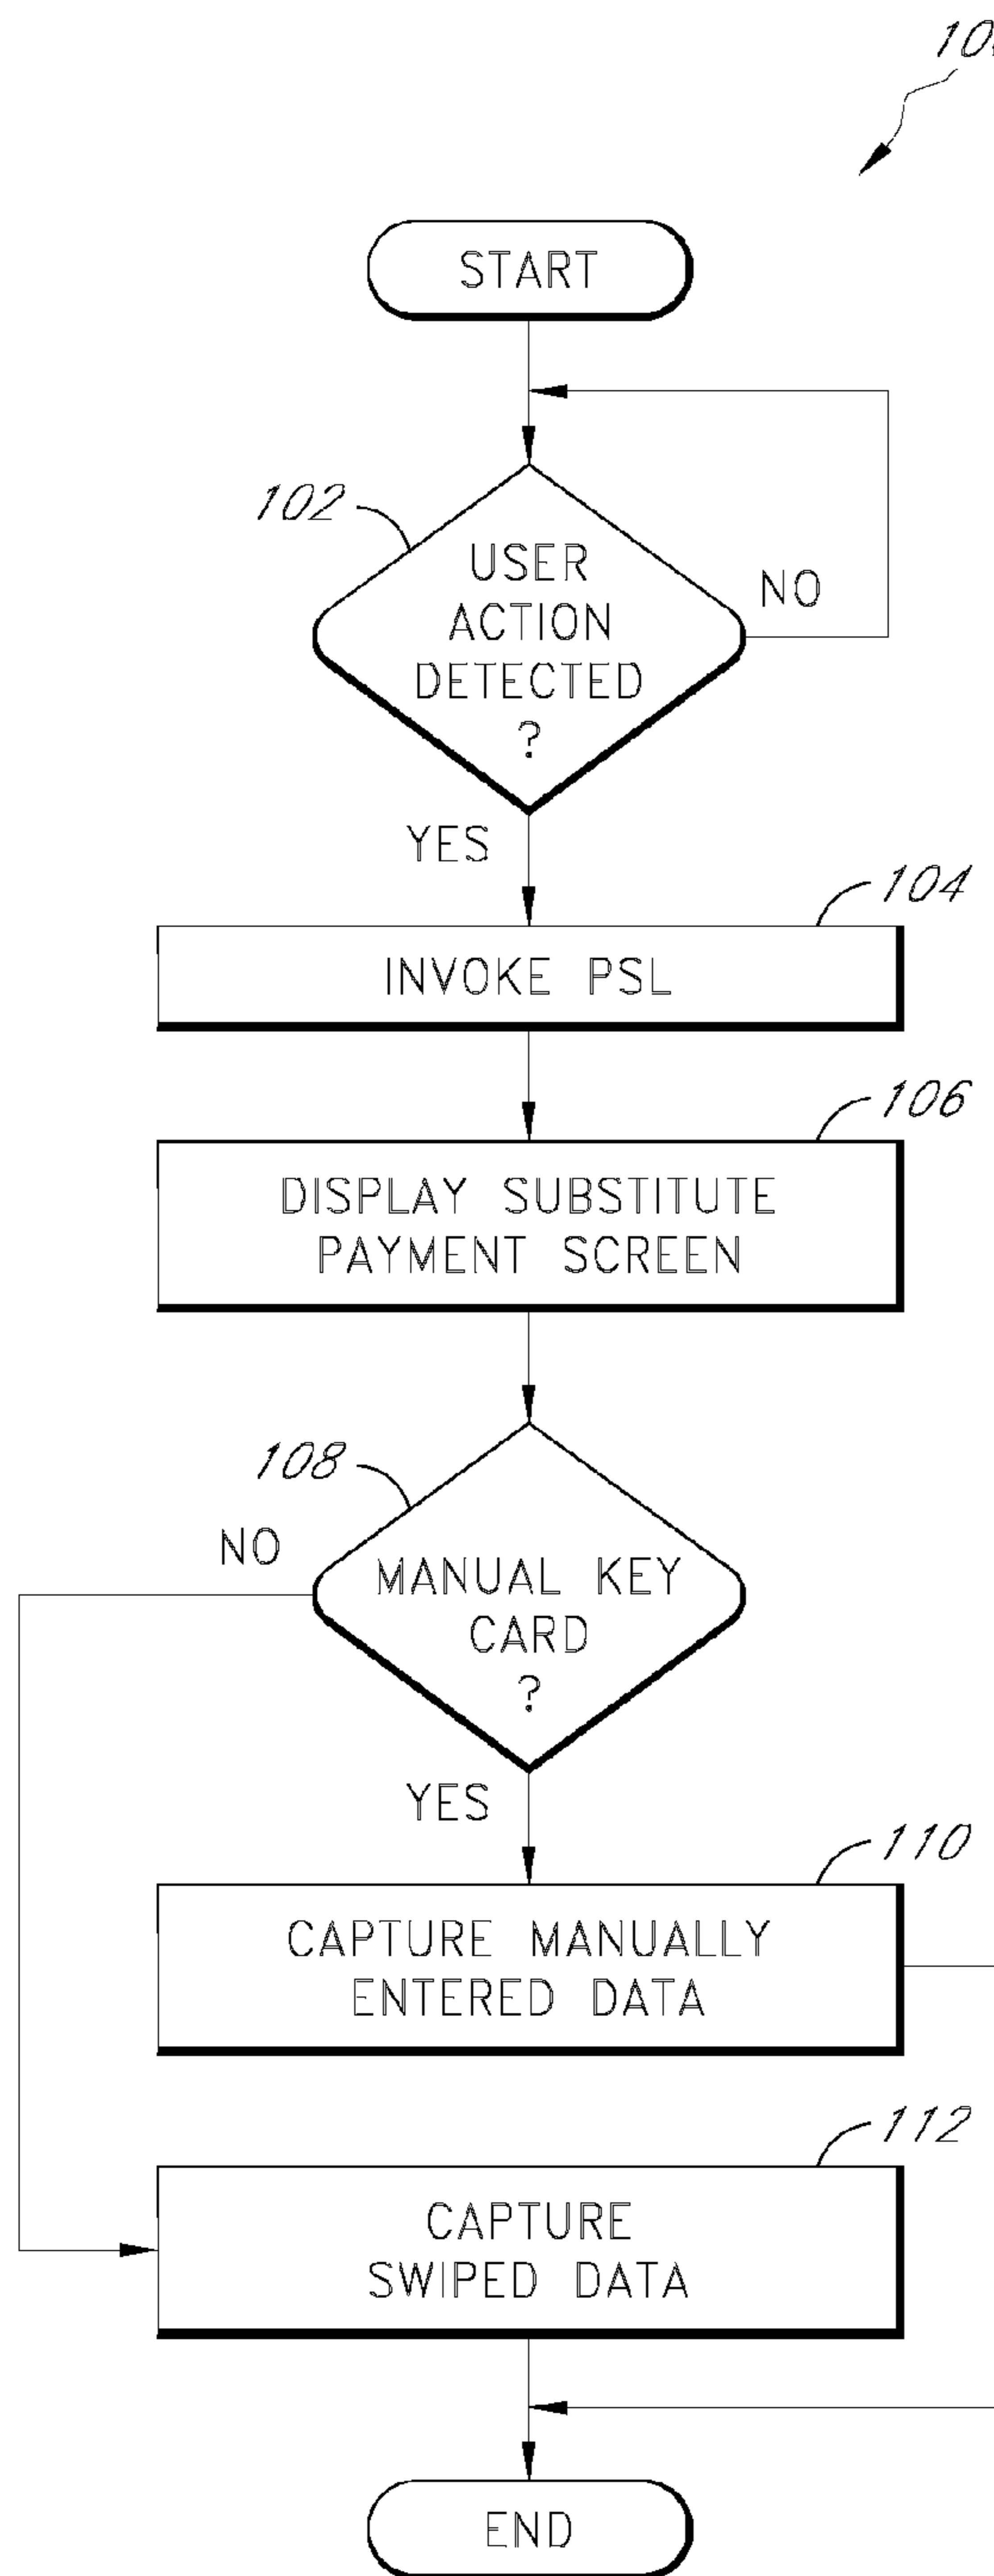 START
102
USER
ACTION
DETECTED
?
NO
YES
104
INVOKE PSL
106
DISPLAY SUBSTITUTE
PAYMENT SCREEN
108
NO
MANUAL KEY
CARD
?
YES
110
CAPTURE MANUALLY
ENTERED DATA
112
CAPTURE
SWIPED DATA
END